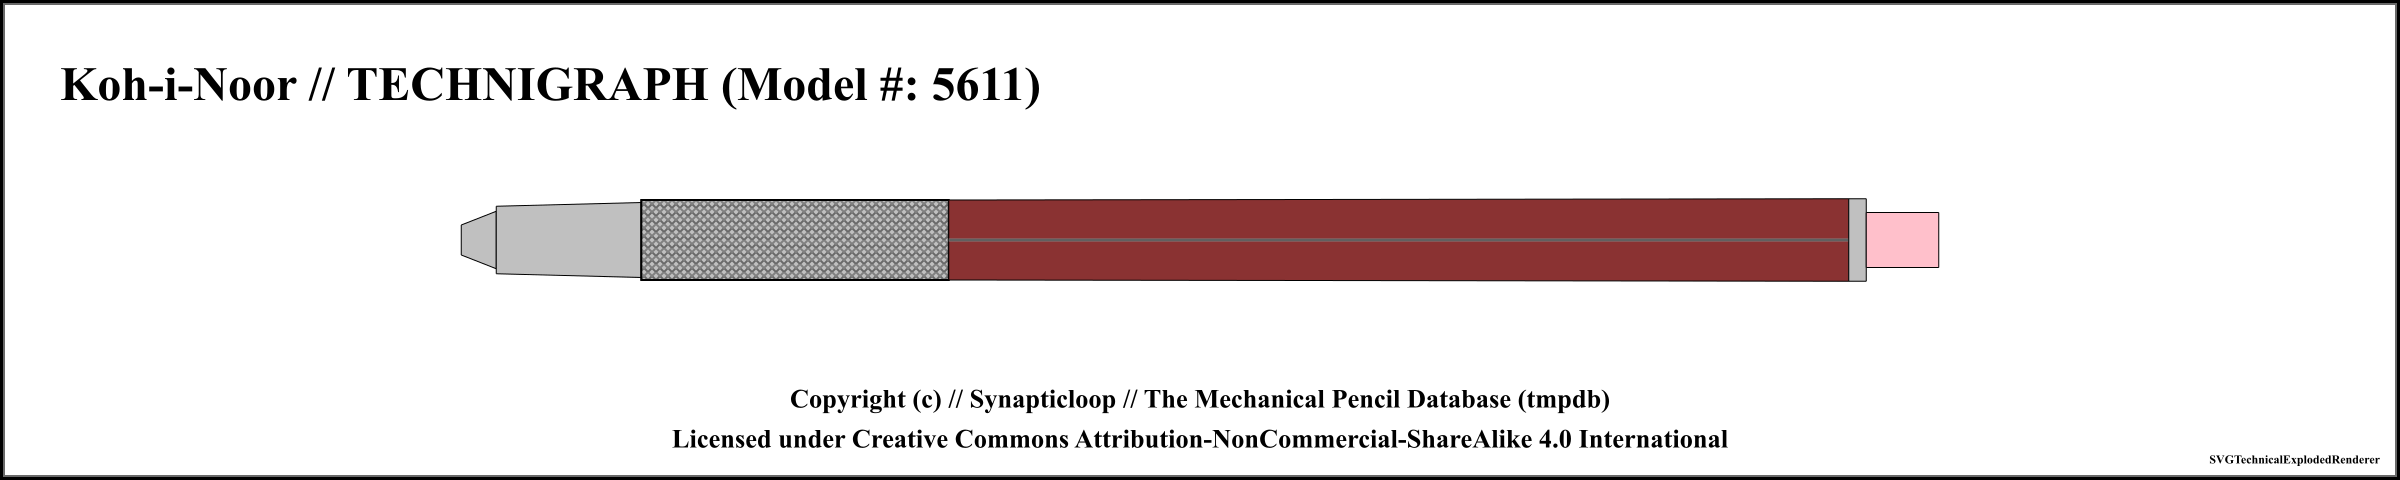 Koh-i-Noor // TECHNIGRAPH (Model #: 5611)
Copyright (c) // Synapticloop // The Mechanical Pencil Database (tmpdb)
Licensed under Creative Commons Attribution-NonCommercial-ShareAlike 4.0 International
SVGTechnicalExplodedRenderer